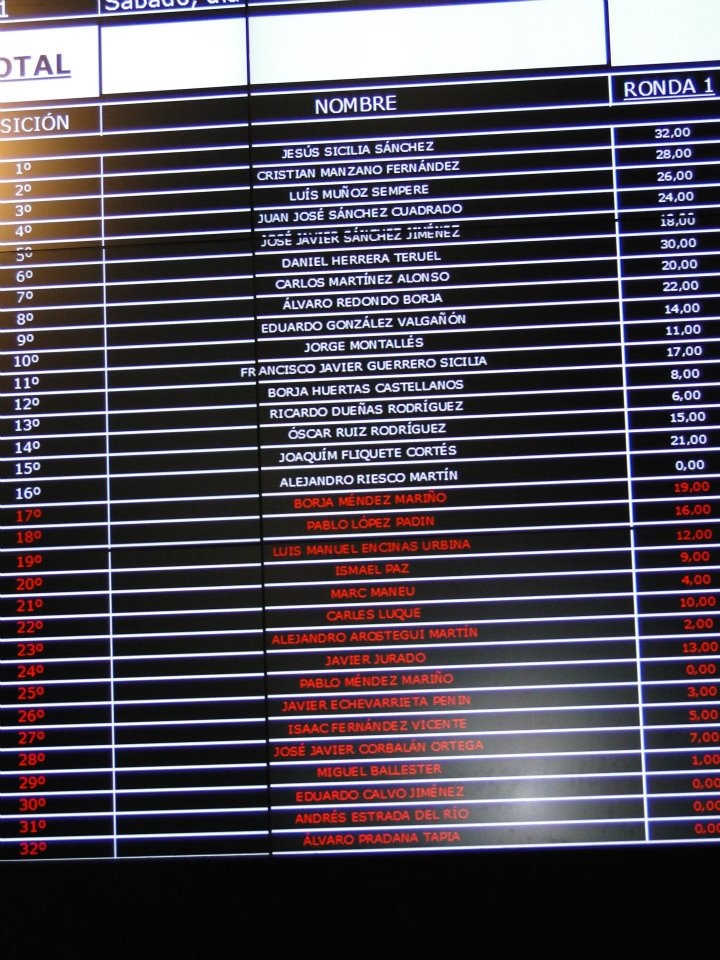 1 Sábado, día
OTAL
SICIÓN NOMBRE RONDA 1
1º JESÚS SICILIA SÁNCHEZ 32,00
2º CRISTIAN MANZANO FERNÁNDEZ 28,00
3º LUÍS MUÑOZ SEMPERE 26,00
4º JUAN JOSÉ SÁNCHEZ CUADRADO 24,00
5º JOSÉ JAVIER SÁNCHEZ JIMÉNEZ 18,00
6º DANIEL HERRERA TERUEL 30,00
7º CARLOS MARTÍNEZ ALONSO 20,00
8º ÁLVARO REDONDO BORJA 22,00
9º EDUARDO GONZÁLEZ VALGAÑÓN 14,00
10º JORGE MONTALLÉS 11,00
11º FRANCISCO JAVIER GUERRERO SICILIA 17,00
12º BORJA HUERTAS CASTELLANOS 8,00
13º RICARDO DUEÑAS RODRÍGUEZ 6,00
14º ÓSCAR RUIZ RODRÍGUEZ 15,00
15º JOAQUÍM FLIQUETE CORTÉS 21,00
16º ALEJANDRO RIESCO MARTÍN 0,00
17º BORJA MÉNDEZ MARIÑO 19,00
18º PABLO LÓPEZ PADIN 16,00
19º LUIS MANUEL ENCINAS URBINA 12,00
20º ISMAEL PAZ 9,00
21º MARC MANEU 4,00
22º CARLES LUQUE 10,00
23º ALEJANDRO AROSTEGUI MARTÍN 2,00
24º JAVIER JURADO 13,00
25º PABLO MÉNDEZ MARIÑO 0,00
26º JAVIER ECHEVARRIETA PENIN 3,00
27º ISAAC FERNÁNDEZ VICENTE 5,00
28º JOSÉ JAVIER CORBALÁN ORTEGA 7,00
29º MIGUEL BALLESTER 1,00
30º EDUARDO CALVO JIMÉNEZ 0,00
31º ANDRÉS ESTRADA DEL RÍO 0,00
32º ÁLVARO PRADANA TAPIA 0,00